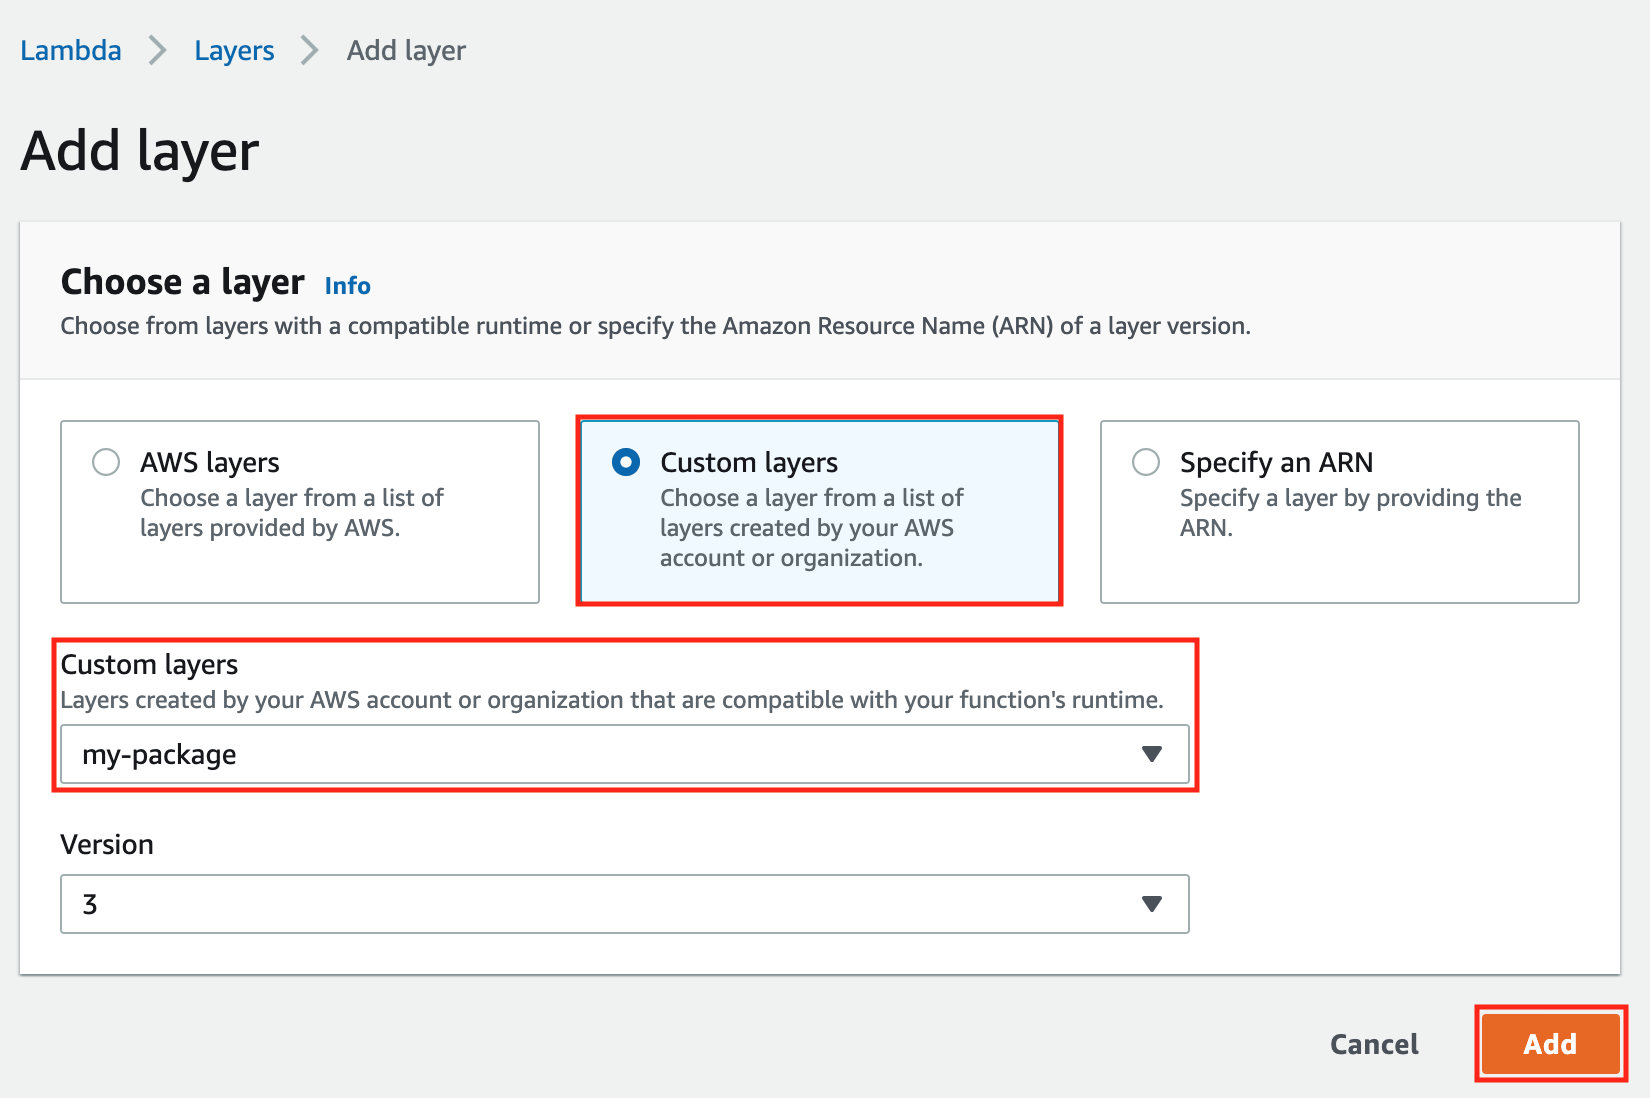 Lambda > Layers > Add layer
Add layer
Choose a layer Info
Choose from layers with a compatible runtime or specify the Amazon Resource Name (ARN) of a layer version.
AWS layers
Choose a layer from a list of
layers provided by AWS.
Custom layers
Choose a layer from a list of
layers created by your AWS
account or organization.
Specify an ARN
Specify a layer by providing the
ARN.
Custom layers
Layers created by your AWS account or organization that are compatible with your function's runtime.
my-package
Version
3
Cancel Add